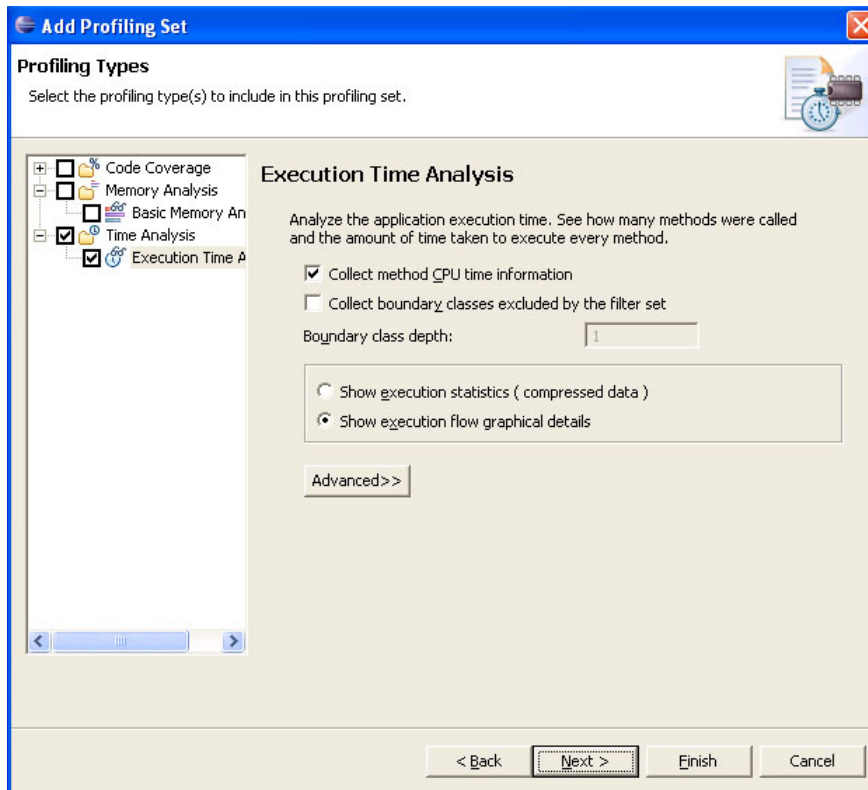 Add Profiling Set
Profiling Types
Select the profiling type(s) to include in this profiling set.
Code Coverage
Memory Analysis
Basic Memory An
Time Analysis
Execution Time A
Execution Time Analysis
Analyze the application execution time. See how many methods were called
and the amount of time taken to execute every method.
Collect method CPU time information
Collect boundary classes excluded by the filter set
Boundary class depth: 1
Show execution statistics ( compressed data )
Show execution flow graphical details
Advanced>>
< Back Next > Finish Cancel